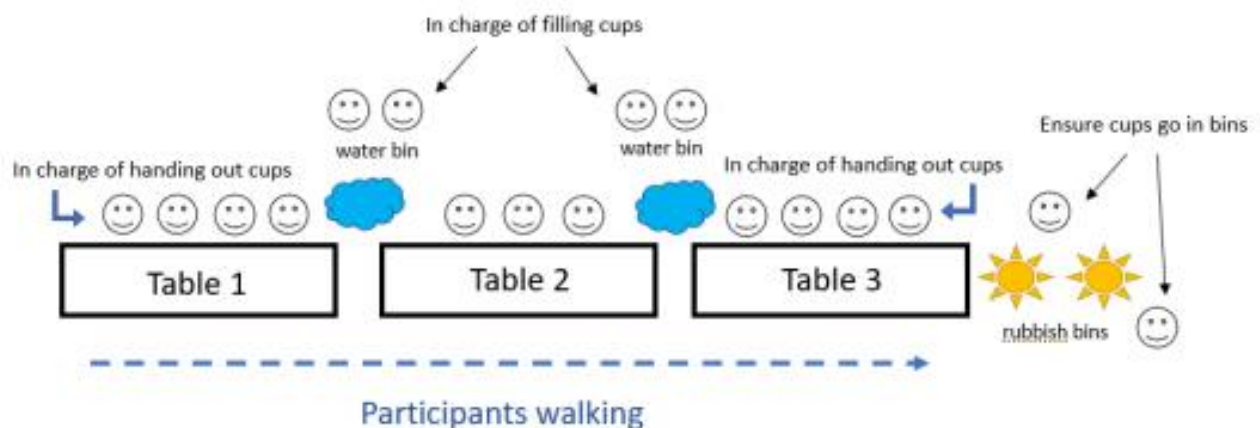 In charge of filling cups
Ensure cups go in bins
water bin
water bin
In charge of handing out cups
In charge of handing out cups
Table 1
Table 2
Table 3
rubbish bins
Participants walking